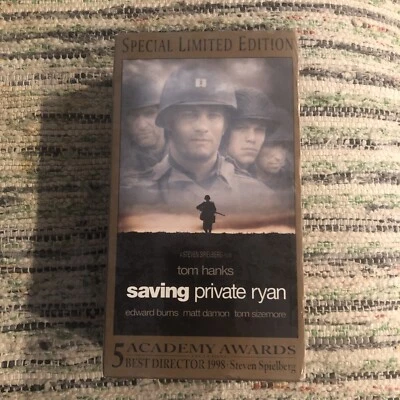 SPECIAL LIMITED EDITION
tom hanks
saving private ryan
edward burns matt damon tom sizemore
5 ACADEMY AWARDS
BEST DIRECTOR 1998-Steven Spielberg